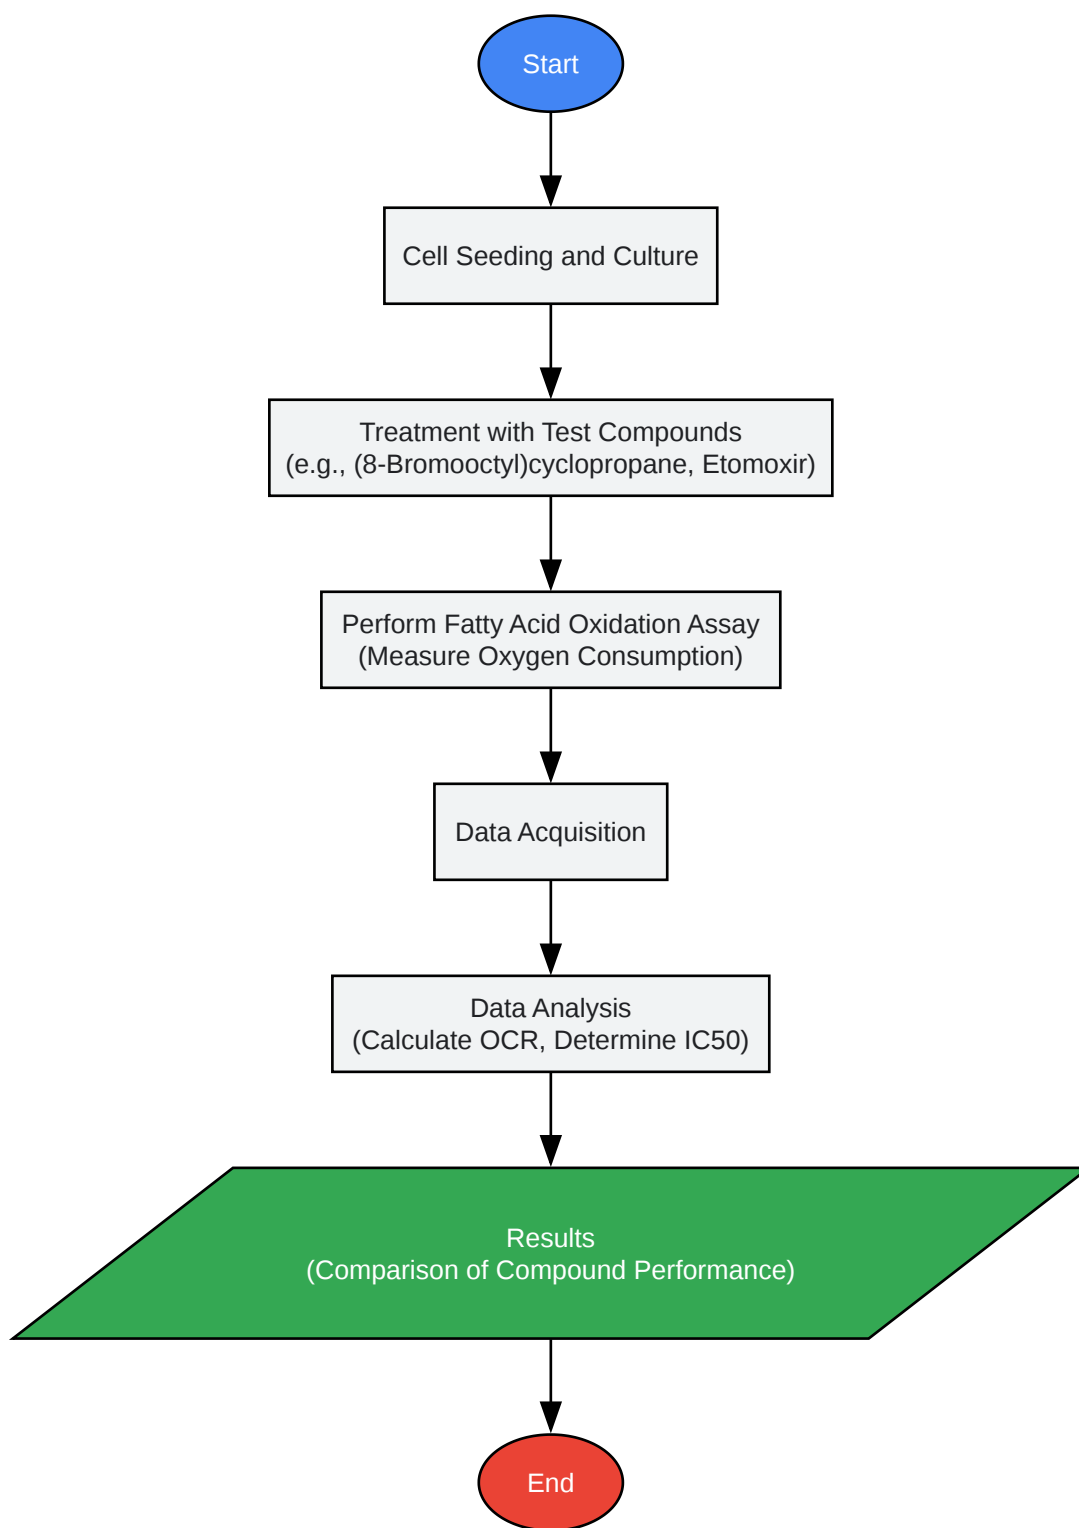 Start
Cell Seeding and Culture
Treatment with Test Compounds
(e.g., (8-Bromooctyl)cyclopropane, Etomoxir)
Perform Fatty Acid Oxidation Assay
(Measure Oxygen Consumption)
Data Acquisition
Data Analysis
(Calculate OCR, Determine IC50)
Results
(Comparison of Compound Performance)
End